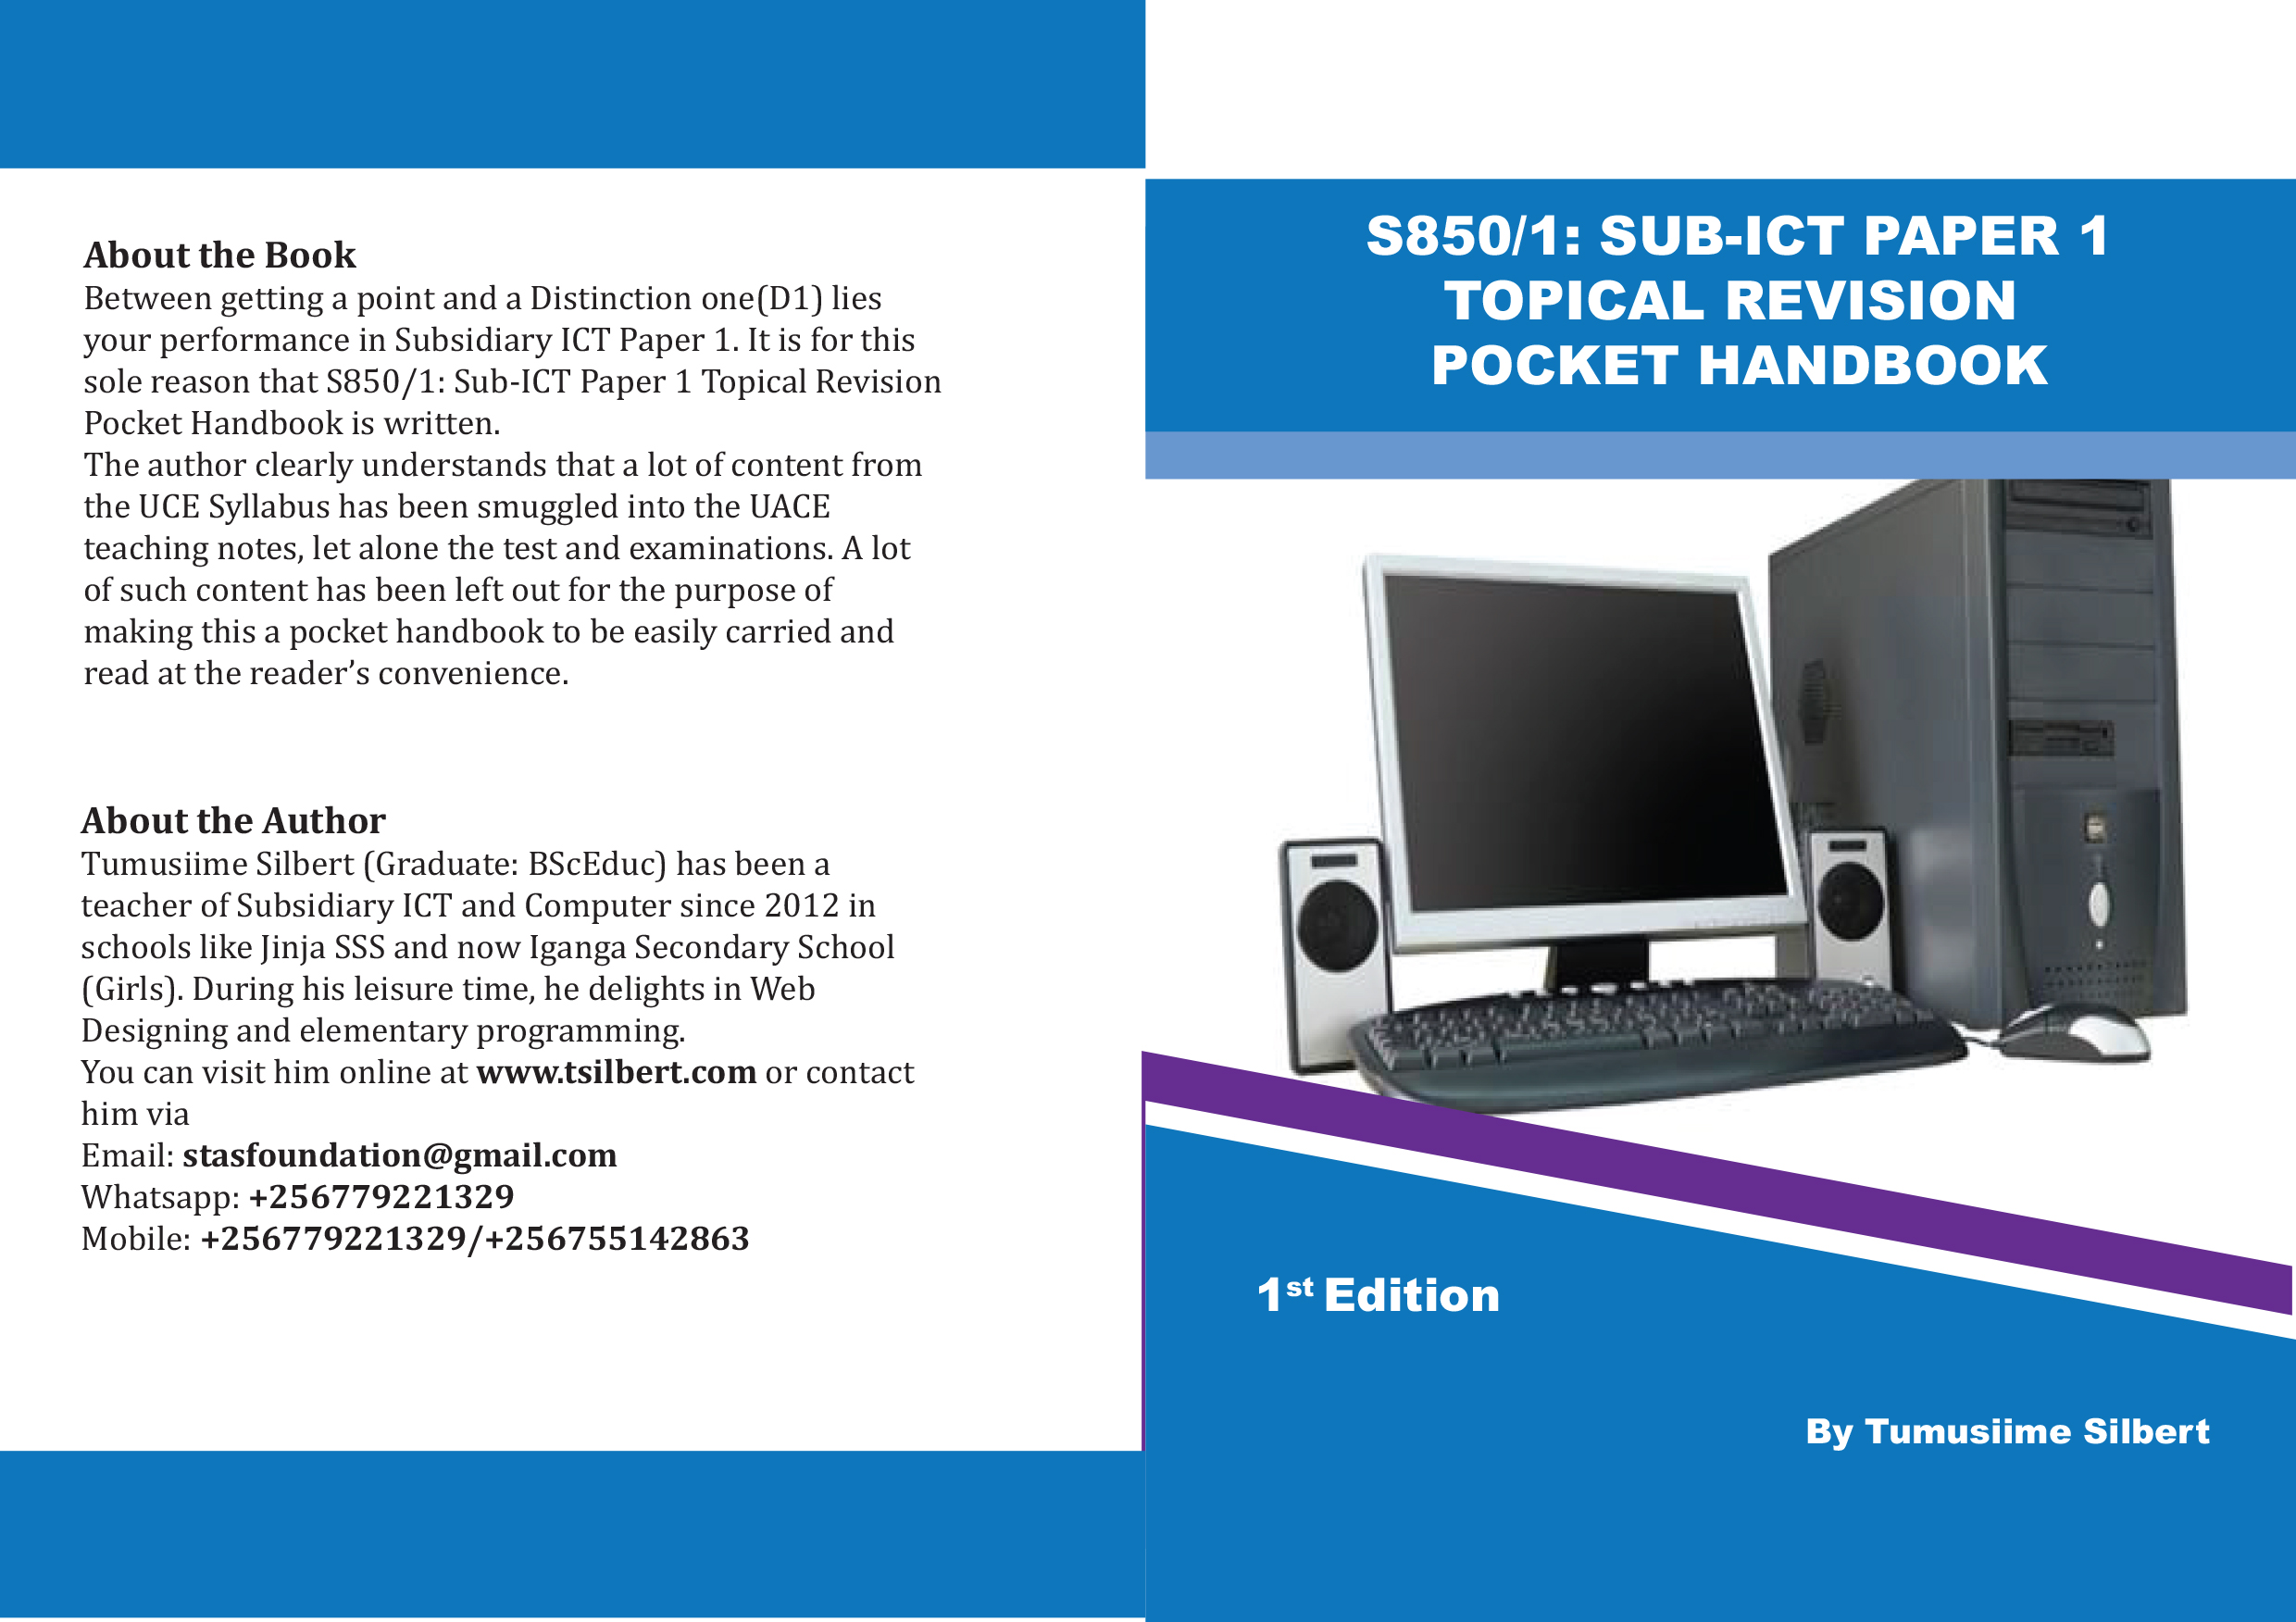 About the Book
Between getting a point and a Distinction one(D1) lies
your performance in Subsidiary ICT Paper 1. It is for this
sole reason that S850/1: Sub-ICT Paper 1 Topical Revision
Pocket Handbook is written.
The author clearly understands that a lot of content from
the UCE Syllabus has been smuggled into the UACE
teaching notes, let alone the test and examinations. A lot
of such content has been left out for the purpose of
making this a pocket handbook to be easily carried and
read at the reader’s convenience.
About the Author
Tumusiime Silbert (Graduate: BScEduc) has been a
teacher of Subsidiary ICT and Computer since 2012 in
schools like Jinja SSS and now Iganga Secondary School
(Girls). During his leisure time, he delights in Web
Designing and elementary programming.
You can visit him online at www.tsilbert.com or contact
him via
Email: stasfoundation@gmail.com
Whatsapp: +256779221329
Mobile: +256779221329/+256755142863
S850/1: SUB-ICT PAPER 1
TOPICAL REVISION
POCKET HANDBOOK
1st Edition
By Tumusiime Silbert